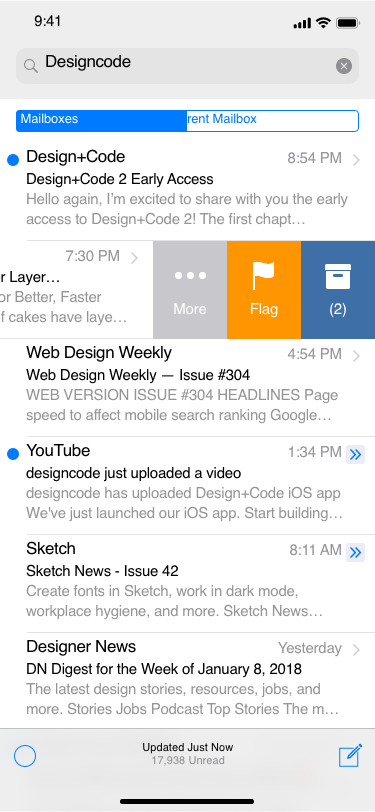 9:41
Designcode
Mailboxes
rent Mailbox
Design+Code 8:54 PM
Design+Code 2 Early Access
Hello again, I'm excited to share with you the early
access to Design+Code 2! The first chapt…
7:30 PM
r Layer…
or Better, Faster
f cakes have laye…
More
Flag
(2)
Web Design Weekly 4:54 PM
Web Design Weekly — Issue #304
WEB VERSION ISSUE #304 HEADLINES Page
speed to affect mobile search ranking Google…
YouTube 1:34 PM
designcode just uploaded a video
designcode has uploaded Design+Code iOS app
We've just launched our iOS app. Start building…
Sketch 8:11 AM
Sketch News - Issue 42
Create fonts in Sketch, work in dark mode,
workplace hygiene, and more. Sketch News…
Designer News Yesterday
DN Digest for the Week of January 8, 2018
The latest design stories, resources, jobs, and
more. Stories Jobs Podcast Top Stories The m…
Updated Just Now
17,938 Unread